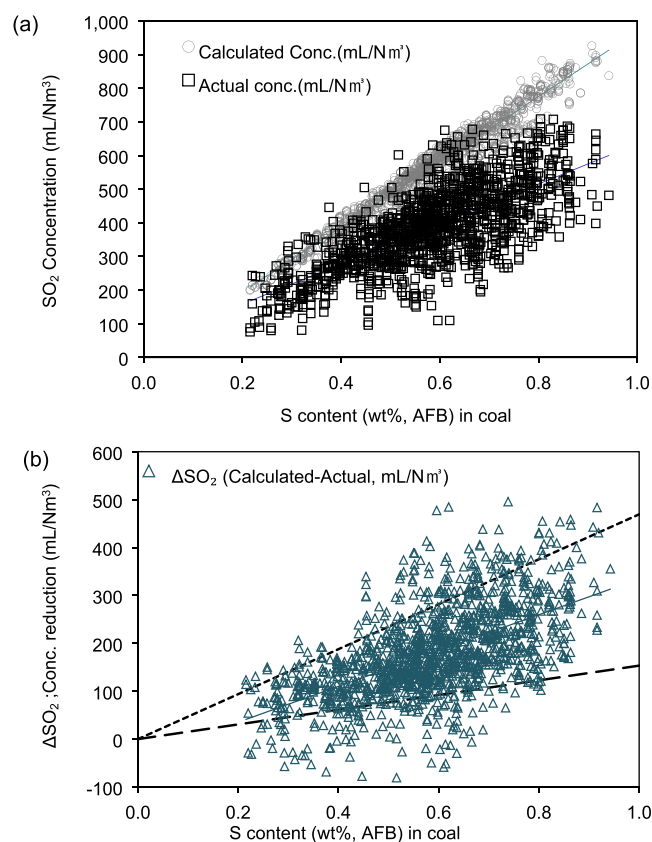 (a)
1,000
900
800
700
600
500
400
300
200
100
0
SO₂ Concentration (mL/Nm³)
Calculated Conc.(mL/Nm³)
Actual conc.(mL/Nm³)
0.0 0.2 0.4 0.6 0.8 1.0
S content (wt%, AFB) in coal
(b)
600
500
400
300
200
100
0
-100
ΔSO₂ ;Conc. reduction (mL/Nm³)
ΔSO₂ (Calculated-Actual, mL/Nm³)
0.0 0.2 0.4 0.6 0.8 1.0
S content (wt%, AFB) in coal